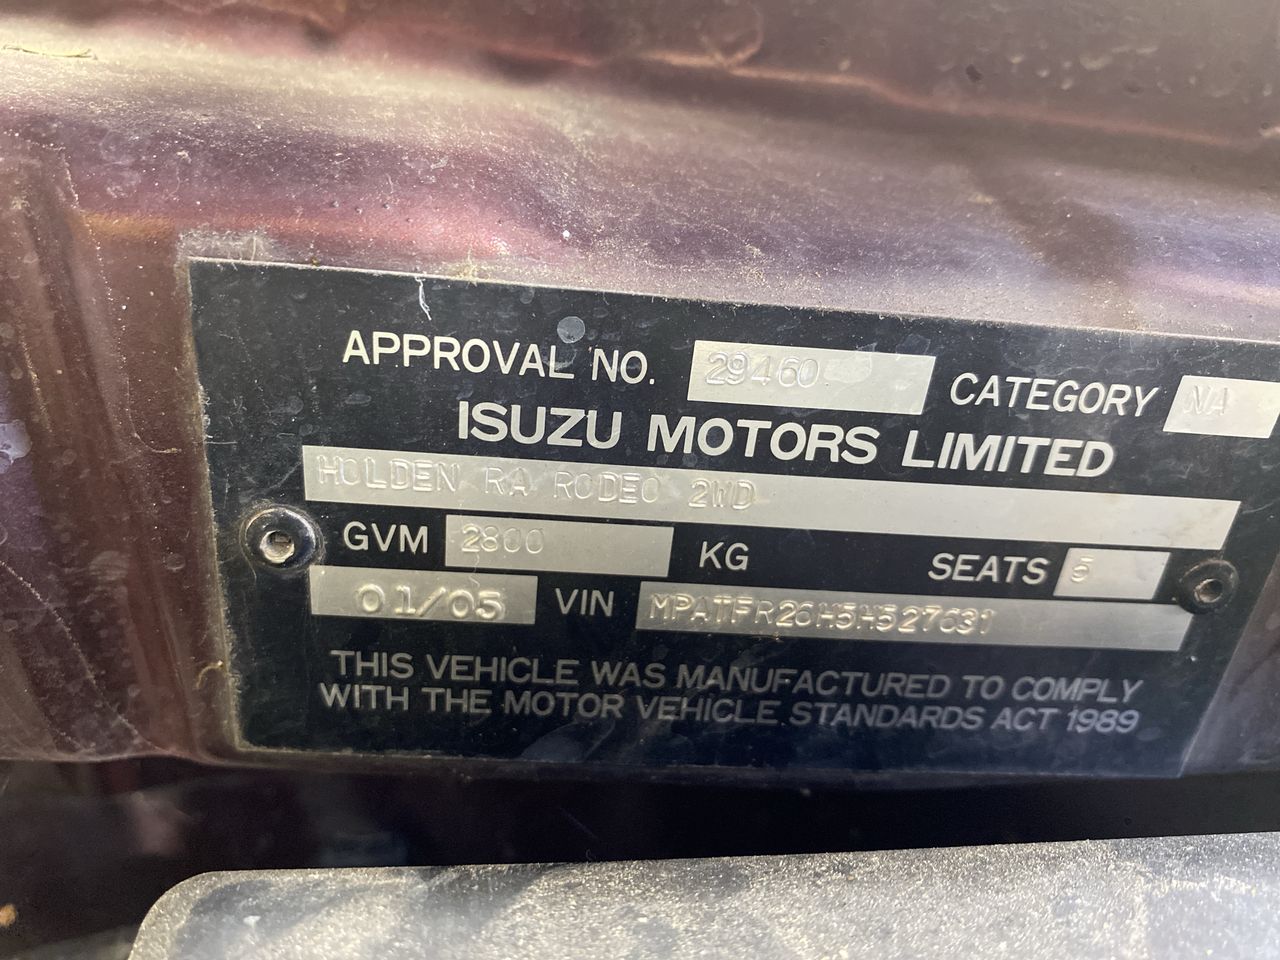 APPROVAL NO. 29460 CATEGORY NA
ISUZU MOTORS LIMITED
HOLDEN RA RODEO 2WD
GVM 2800 KG SEATS 5
01/05 VIN MPATFR26H5H527631
THIS VEHICLE WAS MANUFACTURED TO COMPLY
WITH THE MOTOR VEHICLE STANDARDS ACT 1989